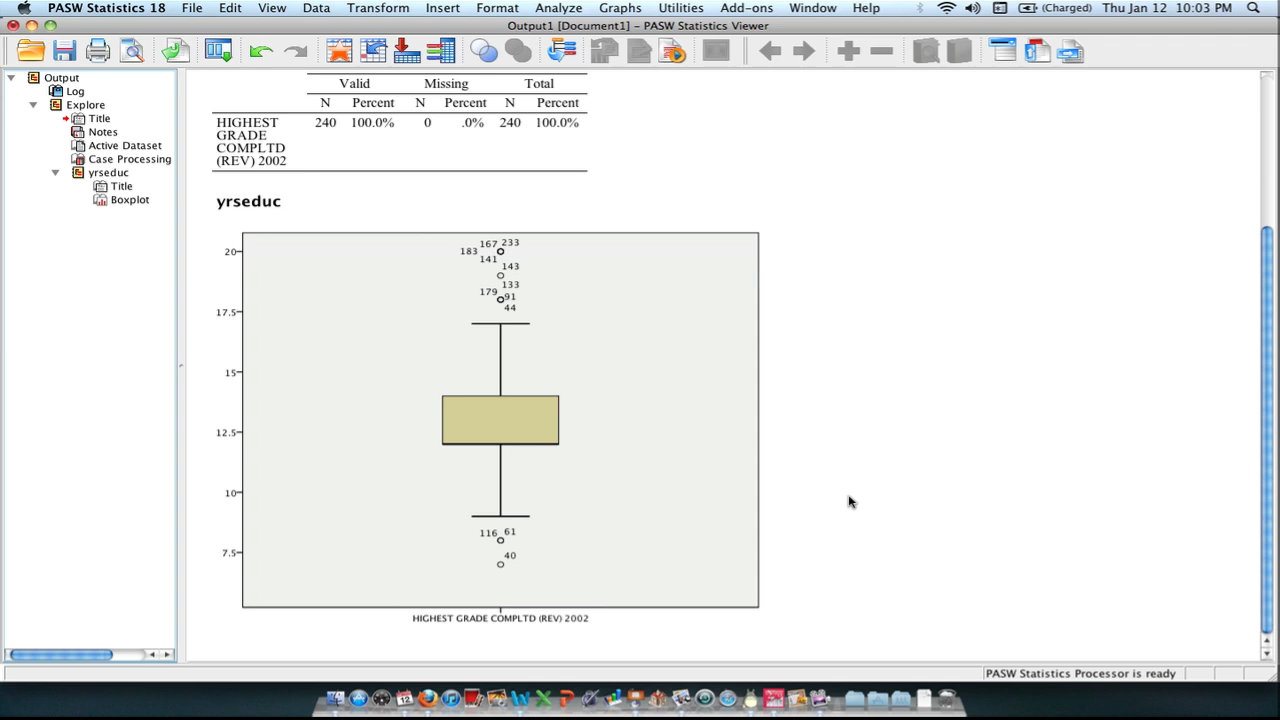 PASW Statistics 18 File Edit View Data Transform Insert Format Analyze Graphs Utilities Add-ons Window Help (Charged) Thu Jan 12 10:03 PM
Output1 [Document1] – PASW Statistics Viewer
Output
Log
Explore
Title
Notes
Active Dataset
Case Processing
yrseduc
Title
Boxplot
Valid Missing Total
N Percent N Percent N Percent
HIGHEST 240 100.0% 0 .0% 240 100.0%
GRADE
COMPLTD
(REV) 2002
yrseduc
167 233
20 183
141
143
133
179 91
44
17.5
15
12.5
10
116 61
7.5 40
HIGHEST GRADE COMPLTD (REV) 2002
PASW Statistics Processor is ready